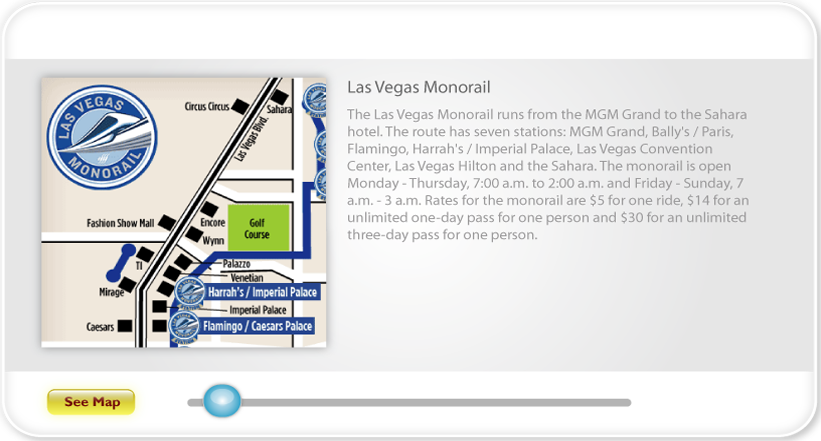 LAS VEGAS
MONORAIL
Circus Circus
Sahara
Las Vegas Blvd.
Fashion Show Mall
Encore
Wynn
Golf
Course
TI
Palazzo
Venetian
Mirage
Harrah's / Imperial Palace
Imperial Palace
Caesars
Flamingo / Caesars Palace
Las Vegas Monorail
The Las Vegas Monorail runs from the MGM Grand to the Sahara
hotel. The route has seven stations: MGM Grand, Bally's / Paris,
Flamingo, Harrah's / Imperial Palace, Las Vegas Convention
Center, Las Vegas Hilton and the Sahara. The monorail is open
Monday - Thursday, 7:00 a.m. to 2:00 a.m. and Friday - Sunday, 7
a.m. - 3 a.m. Rates for the monorail are $5 for one ride, $14 for an
unlimited one-day pass for one person and $30 for an unlimited
three-day pass for one person.
See Map